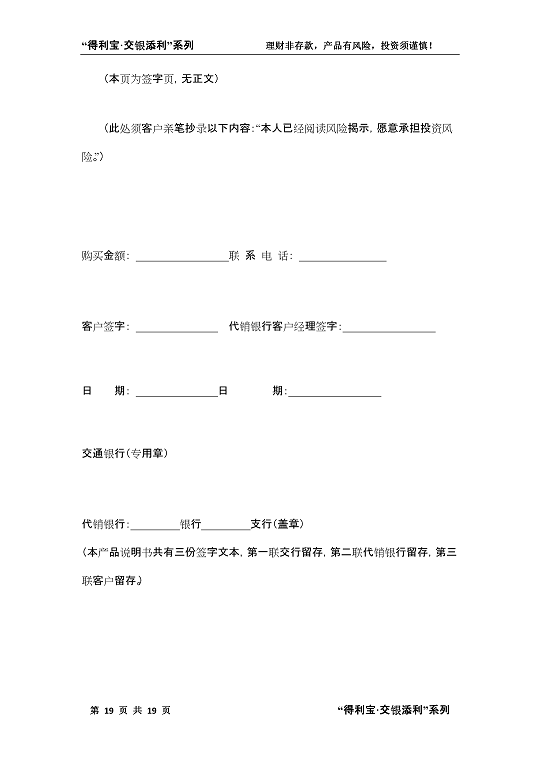 “得利宝·交银添利”系列 理财非存款，产品有风险，投资须谨慎！
（本页为签字页，无正文）
（此处须客户亲笔抄录以下内容：“本人已经阅读风险揭示，愿意承担投资风
险。”）
购买金额：________________联 系 电 话：_______________
客户签字：______________ 代销银行客户经理签字:________________
日 期：______________日 期：________________
交通银行（专用章）
代销银行：________银行________支行（盖章）
（本产品说明书共有三份签字文本，第一联交行留存，第二联代销银行留存，第三
联客户留存。）
第 19 页 共 19 页 “得利宝·交银添利”系列